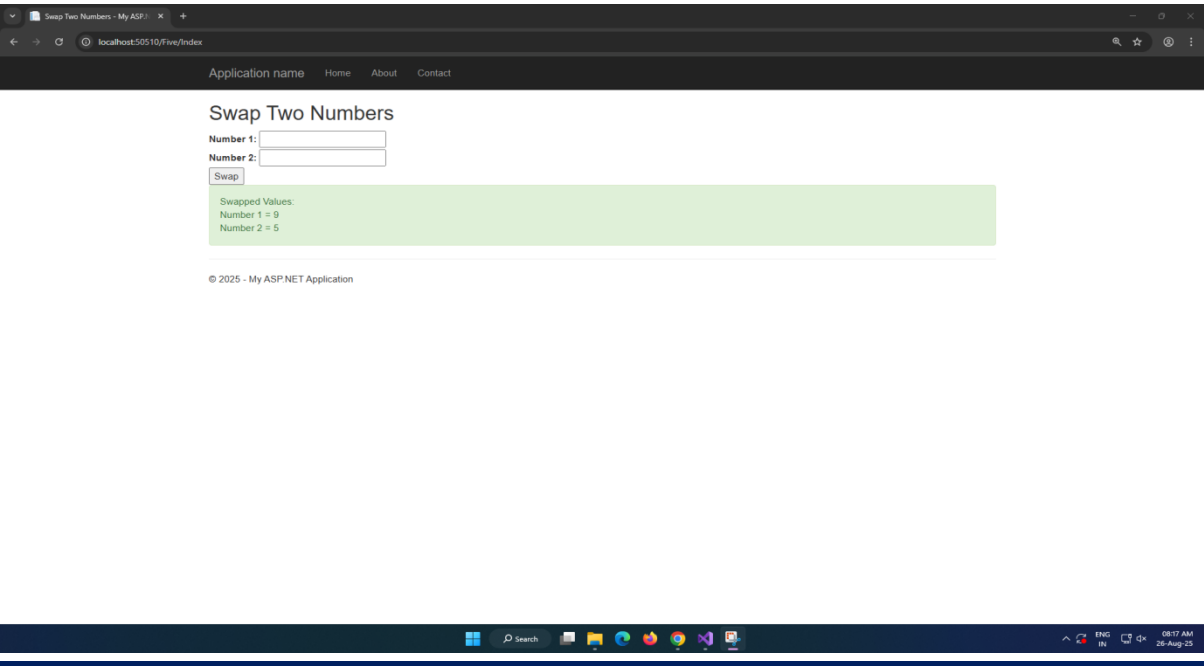 Swap Two Numbers - My ASP.N
localhost:50510/Five/Index
Application name Home About Contact
Swap Two Numbers
Number 1:
Number 2:
Swap
Swapped Values:
Number 1 = 9
Number 2 = 5
© 2025 - My ASP.NET Application
Search
ENG
IN
08:17 AM
26-Aug-25